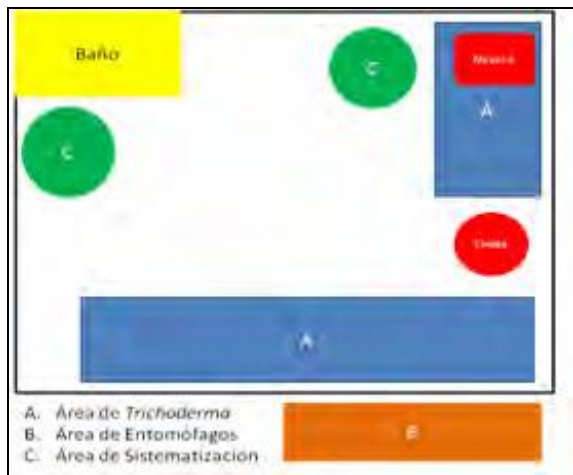 Baño
C
A
C
A
A. Área de Trichoderma
B. Área de Entomófagos
C. Área de Sistematización
B